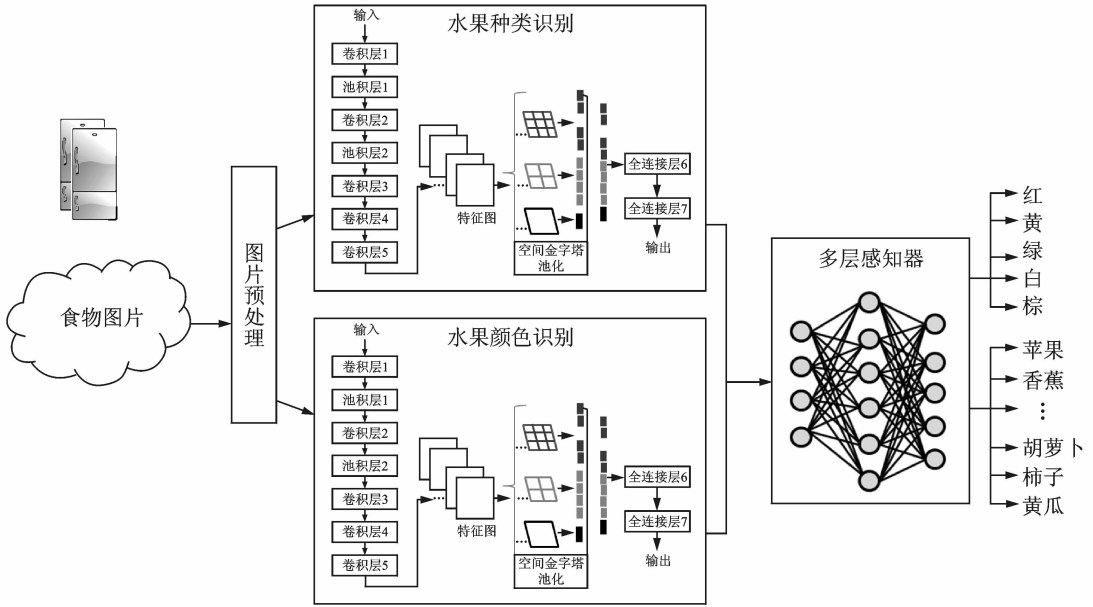 食物图片
图片预处理
水果种类识别
输入
卷积层1
池积层1
卷积层2
池积层2
卷积层3
卷积层4
卷积层5
特征图
空间金字塔
池化
全连接层6
全连接层7
输出
水果颜色识别
输入
卷积层1
池积层1
卷积层2
池积层2
卷积层3
卷积层4
卷积层5
特征图
空间金字塔
池化
全连接层6
全连接层7
输出
多层感知器
红
黄
绿
白
棕
苹果
香蕉
胡萝卜
柿子
黄瓜